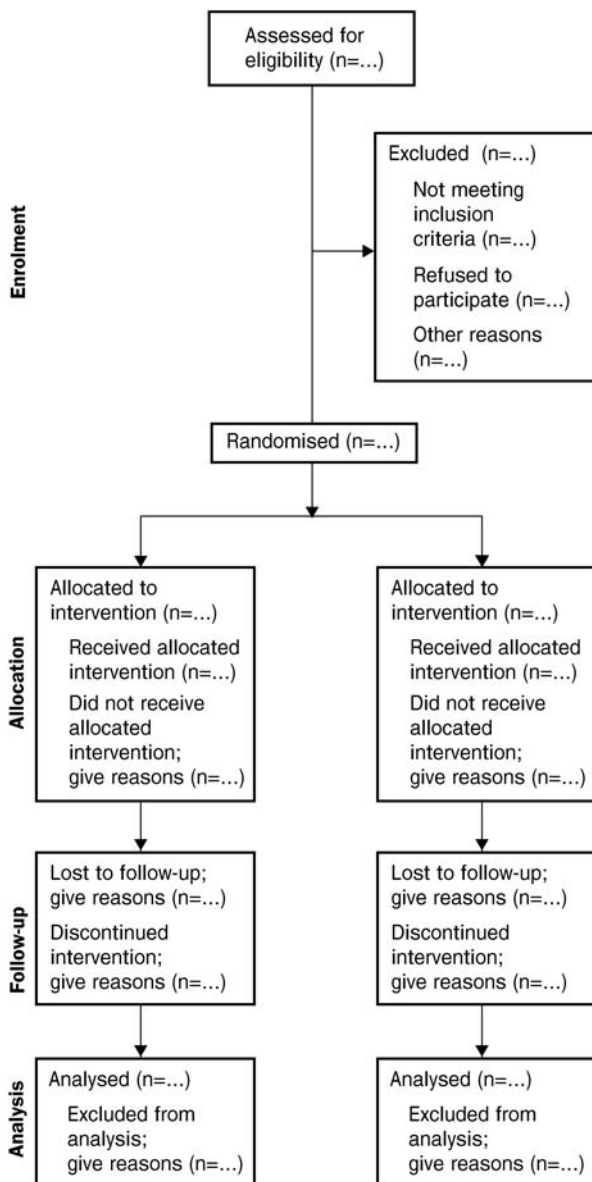 Assessed for
eligibility (n=...)
Enrolment
Excluded (n=...)
Not meeting
inclusion
criteria (n=...)
Refused to
participate (n=...)
Other reasons
(n=...)
Randomised (n=...)
Allocation
Allocated to
intervention (n=...)
Received allocated
intervention (n=...)
Did not receive
allocated
intervention;
give reasons (n=...)
Allocated to
intervention (n=...)
Received allocated
intervention (n=...)
Did not receive
allocated
intervention;
give reasons (n=...)
Follow-up
Lost to follow-up;
give reasons (n=...)
Discontinued
intervention;
give reasons (n=...)
Lost to follow-up;
give reasons (n=...)
Discontinued
intervention;
give reasons (n=...)
Analysis
Analysed (n=...)
Excluded from
analysis;
give reasons (n=...)
Analysed (n=...)
Excluded from
analysis;
give reasons (n=...)